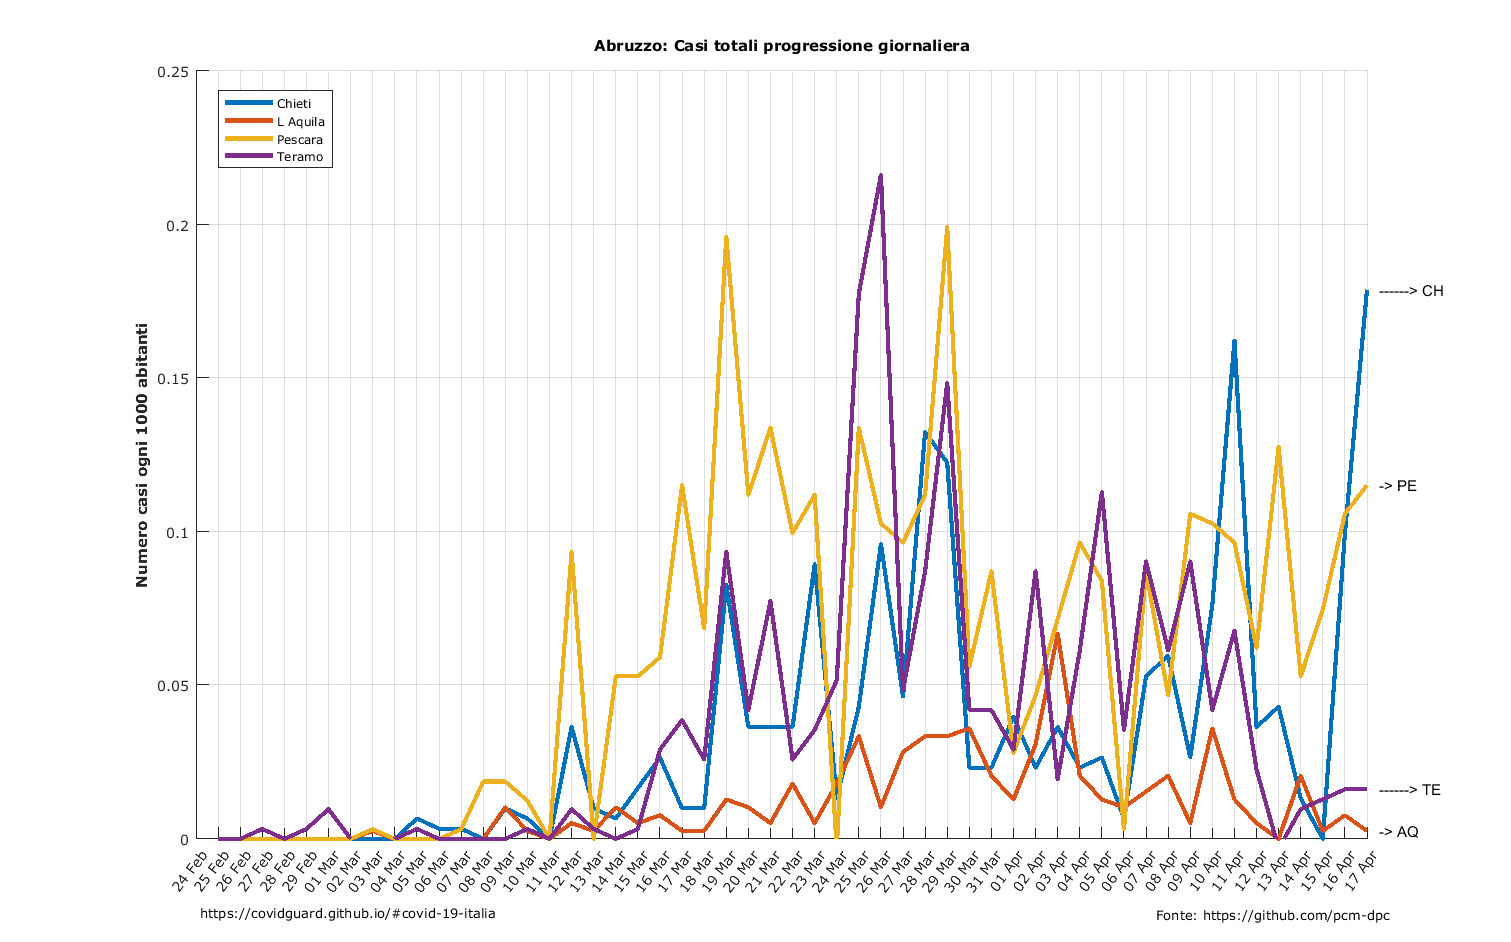 Abruzzo: Casi totali progressione giornaliera
Numero casi ogni 1000 abitanti
0.25
0.2
0.15
0.1
0.05
0
Chieti
L Aquila
Pescara
Teramo
------> CH
-> PE
------> TE
-> AQ
24 Feb
25 Feb
26 Feb
27 Feb
28 Feb
29 Feb
01 Mar
02 Mar
03 Mar
04 Mar
05 Mar
06 Mar
07 Mar
08 Mar
09 Mar
10 Mar
11 Mar
12 Mar
13 Mar
14 Mar
15 Mar
16 Mar
17 Mar
18 Mar
19 Mar
20 Mar
21 Mar
22 Mar
23 Mar
24 Mar
25 Mar
26 Mar
27 Mar
28 Mar
29 Mar
30 Mar
31 Mar
01 Apr
02 Apr
03 Apr
04 Apr
05 Apr
06 Apr
07 Apr
08 Apr
09 Apr
10 Apr
11 Apr
12 Apr
13 Apr
14 Apr
15 Apr
16 Apr
17 Apr
https://covidguard.github.io/#covid-19-italia
Fonte: https://github.com/pcm-dpc